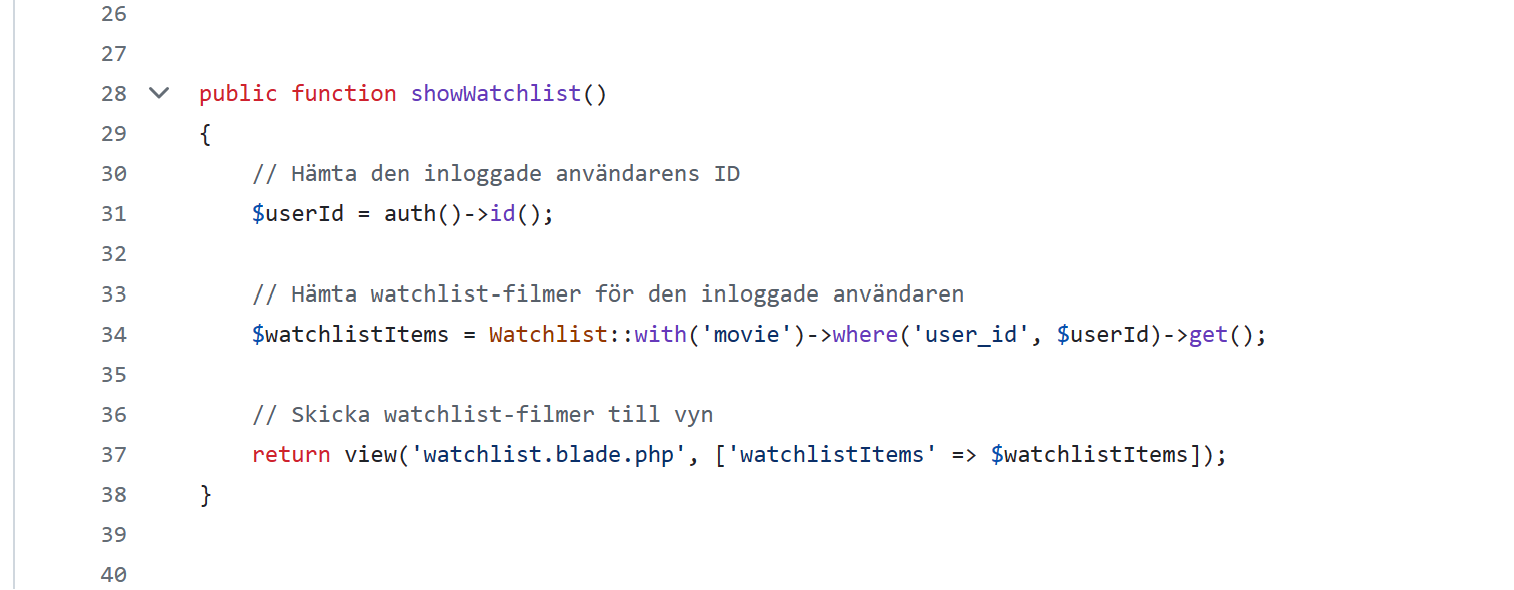 26
27
28 public function showWatchlist()
29 {
30 // Hämta den inloggade användarens ID
31 $userId = auth()->id();
32
33 // Hämta watchlist-filmer för den inloggade användaren
34 $watchlistItems = Watchlist::with('movie')->where('user_id', $userId)->get();
35
36 // Skicka watchlist-filmer till vyn
37 return view('watchlist.blade.php', ['watchlistItems' => $watchlistItems]);
38 }
39
40